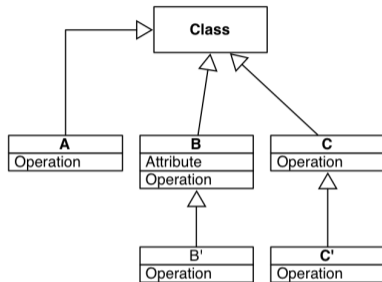 Class
A
Operation
B
Attribute
Operation
C
Operation
B'
Operation
C'
Operation